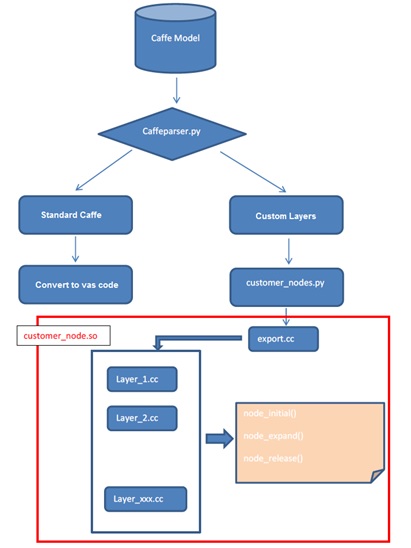 Caffe Model
Caffeparser.py
Standard Caffe
Custom Layers
Convert to vas code
customer_nodes.py
customer_node.so
export.cc
Layer_1.cc
Layer_2.cc
Layer_xxx.cc
node_initial()
node_expand()
node_release()